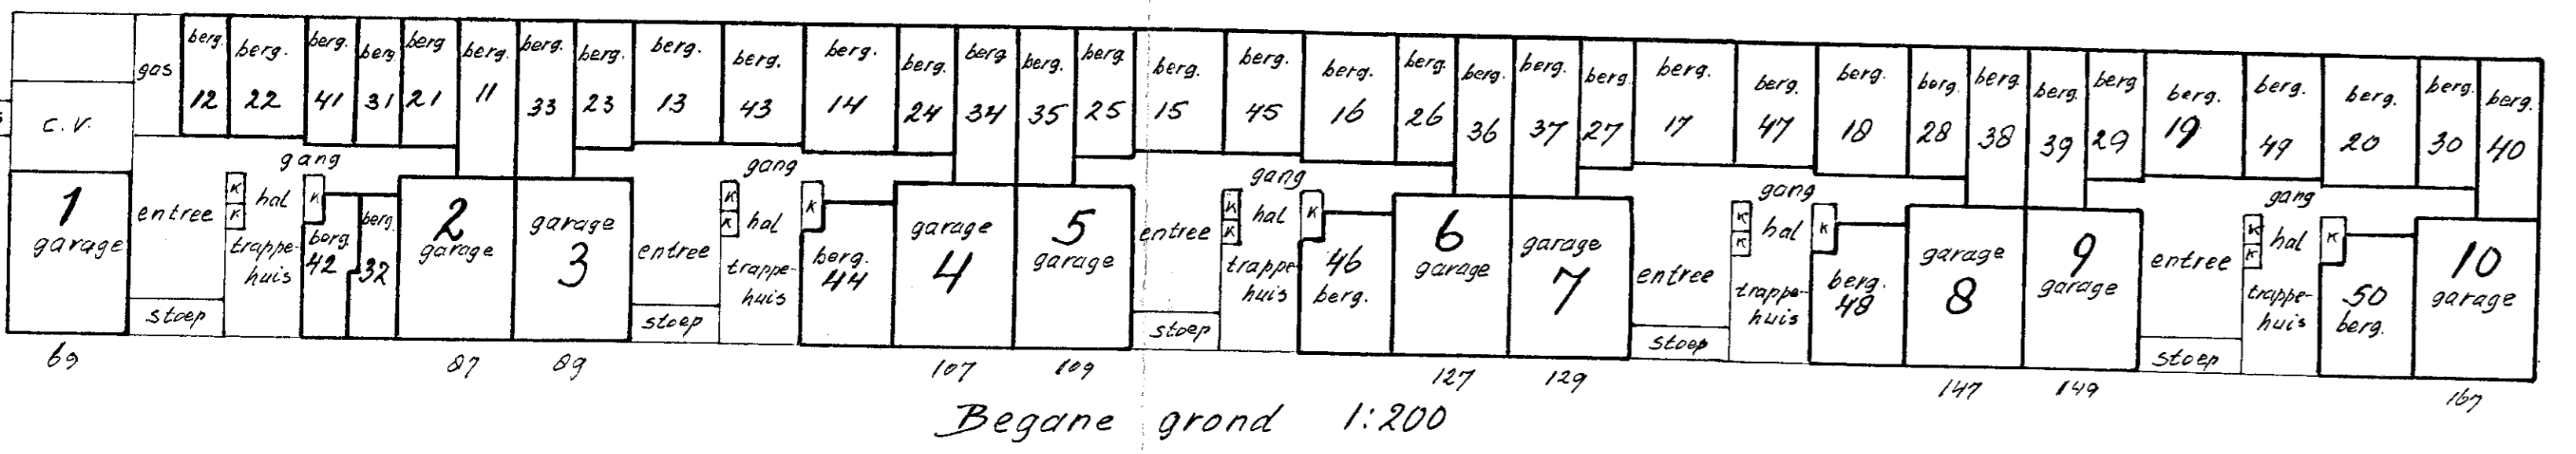 gas
berg. 12
berg. 22
berg. 41
berg. 31
berg 21
berg. 11
berg. 33
berg. 23
berg. 13
berg. 43
berg. 14
berg. 24
berg 34
berg. 35
berg. 25
berg. 15
berg. 45
berg. 16
berg. 26
berg. 36
berg. 37
berg. 27
berg. 17
berg. 47
berg. 18
berg. 28
berg. 38
berg. 39
berg 29
berg. 19
berg. 49
berg. 20
berg. 30
berg. 40
c.v.
gang
gang
gang
gang
gang
1
garage
entree
stoep
K
K
hal
trappe-
huis
K
berg
42
berg.
32
2
garage
garage
3
entree
stoep
K
K
hal
trappe-
huis
K
berg.
44
garage
4
5
garage
entree
stoep
K
K
hal
trappe-
huis
K
46
berg.
6
garage
garage
7
entree
stoep
K
K
hal
trappe-
huis
K
berg.
48
garage
8
9
garage
entree
stoep
K
K
hal
trappe-
huis
K
50
berg.
10
garage
69
87
89
107
109
127
129
147
149
167
Begane grond 1:200